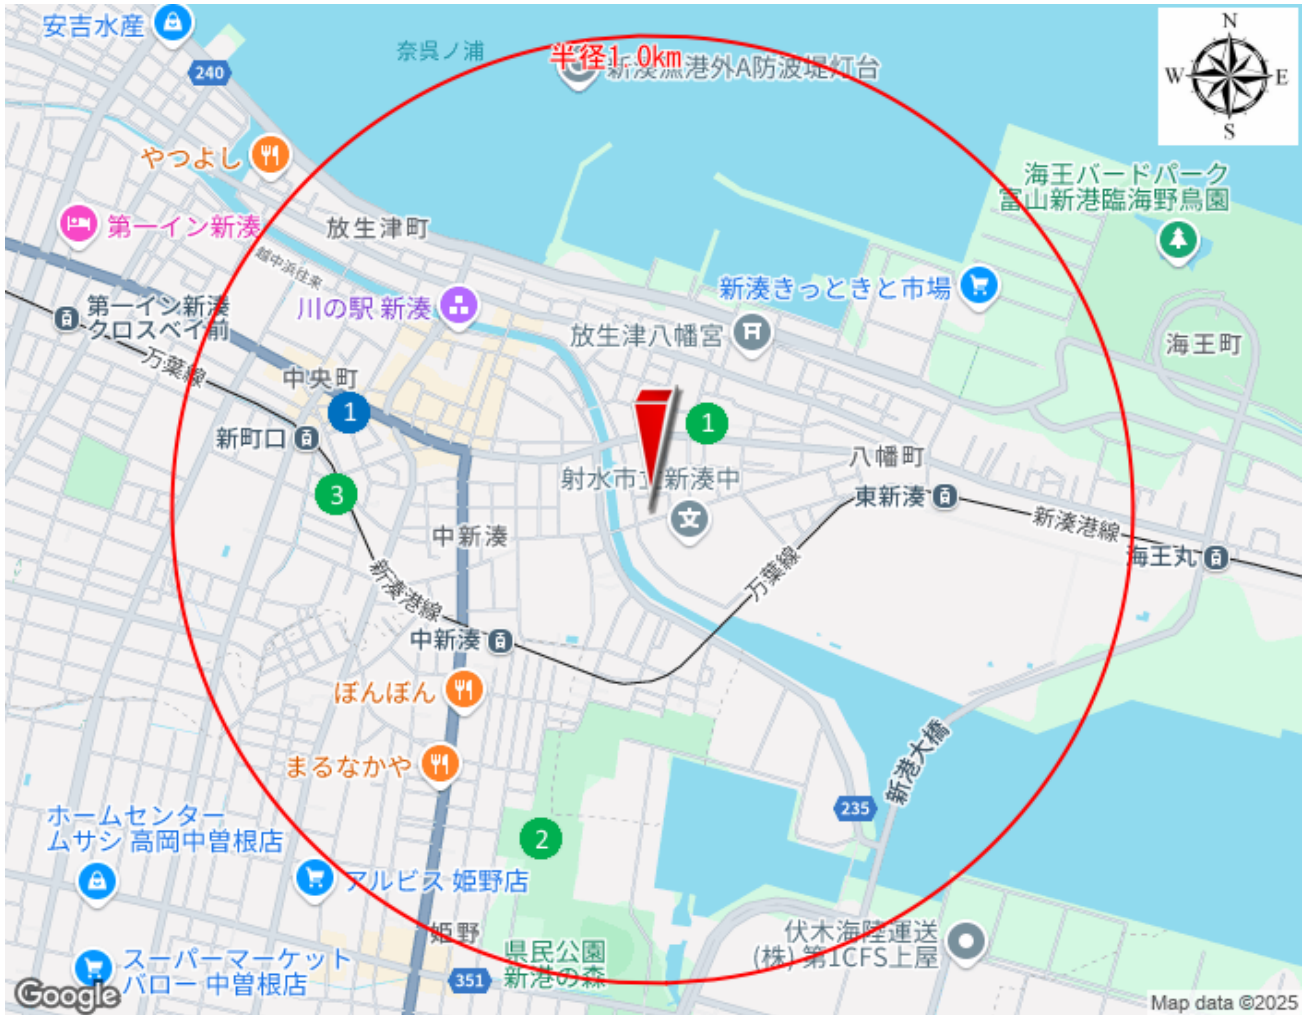 安吉水産
奈呉ノ浦
半径1.0km
新湊漁港外A防波堤灯台
N
W
E
S
240
やつよし
海王バードパーク
富山新港臨海野鳥園
第一イン新湊
放生津町
越中浜往来
新湊きっときと市場
第一イン新湊
クロスベイ前
川の駅 新湊
放生津八幡宮
海王町
万葉線
中央町
1
1
新町口
八幡町
射水市立新湊中
3
東新湊
中新湊
新湊港線
海王丸
万葉線
新湊港線
中新湊
ぼんぼん
まるなかや
新港大橋
235
ホームセンター
ムサシ 高岡中曽根店
2
アルビス 姫野店
姫野
県民公園
新港の森
伏木海陸運送
(株) 第1CFS上屋
スーパーマーケット
バロー 中曽根店
351
Google
Map data ©2025